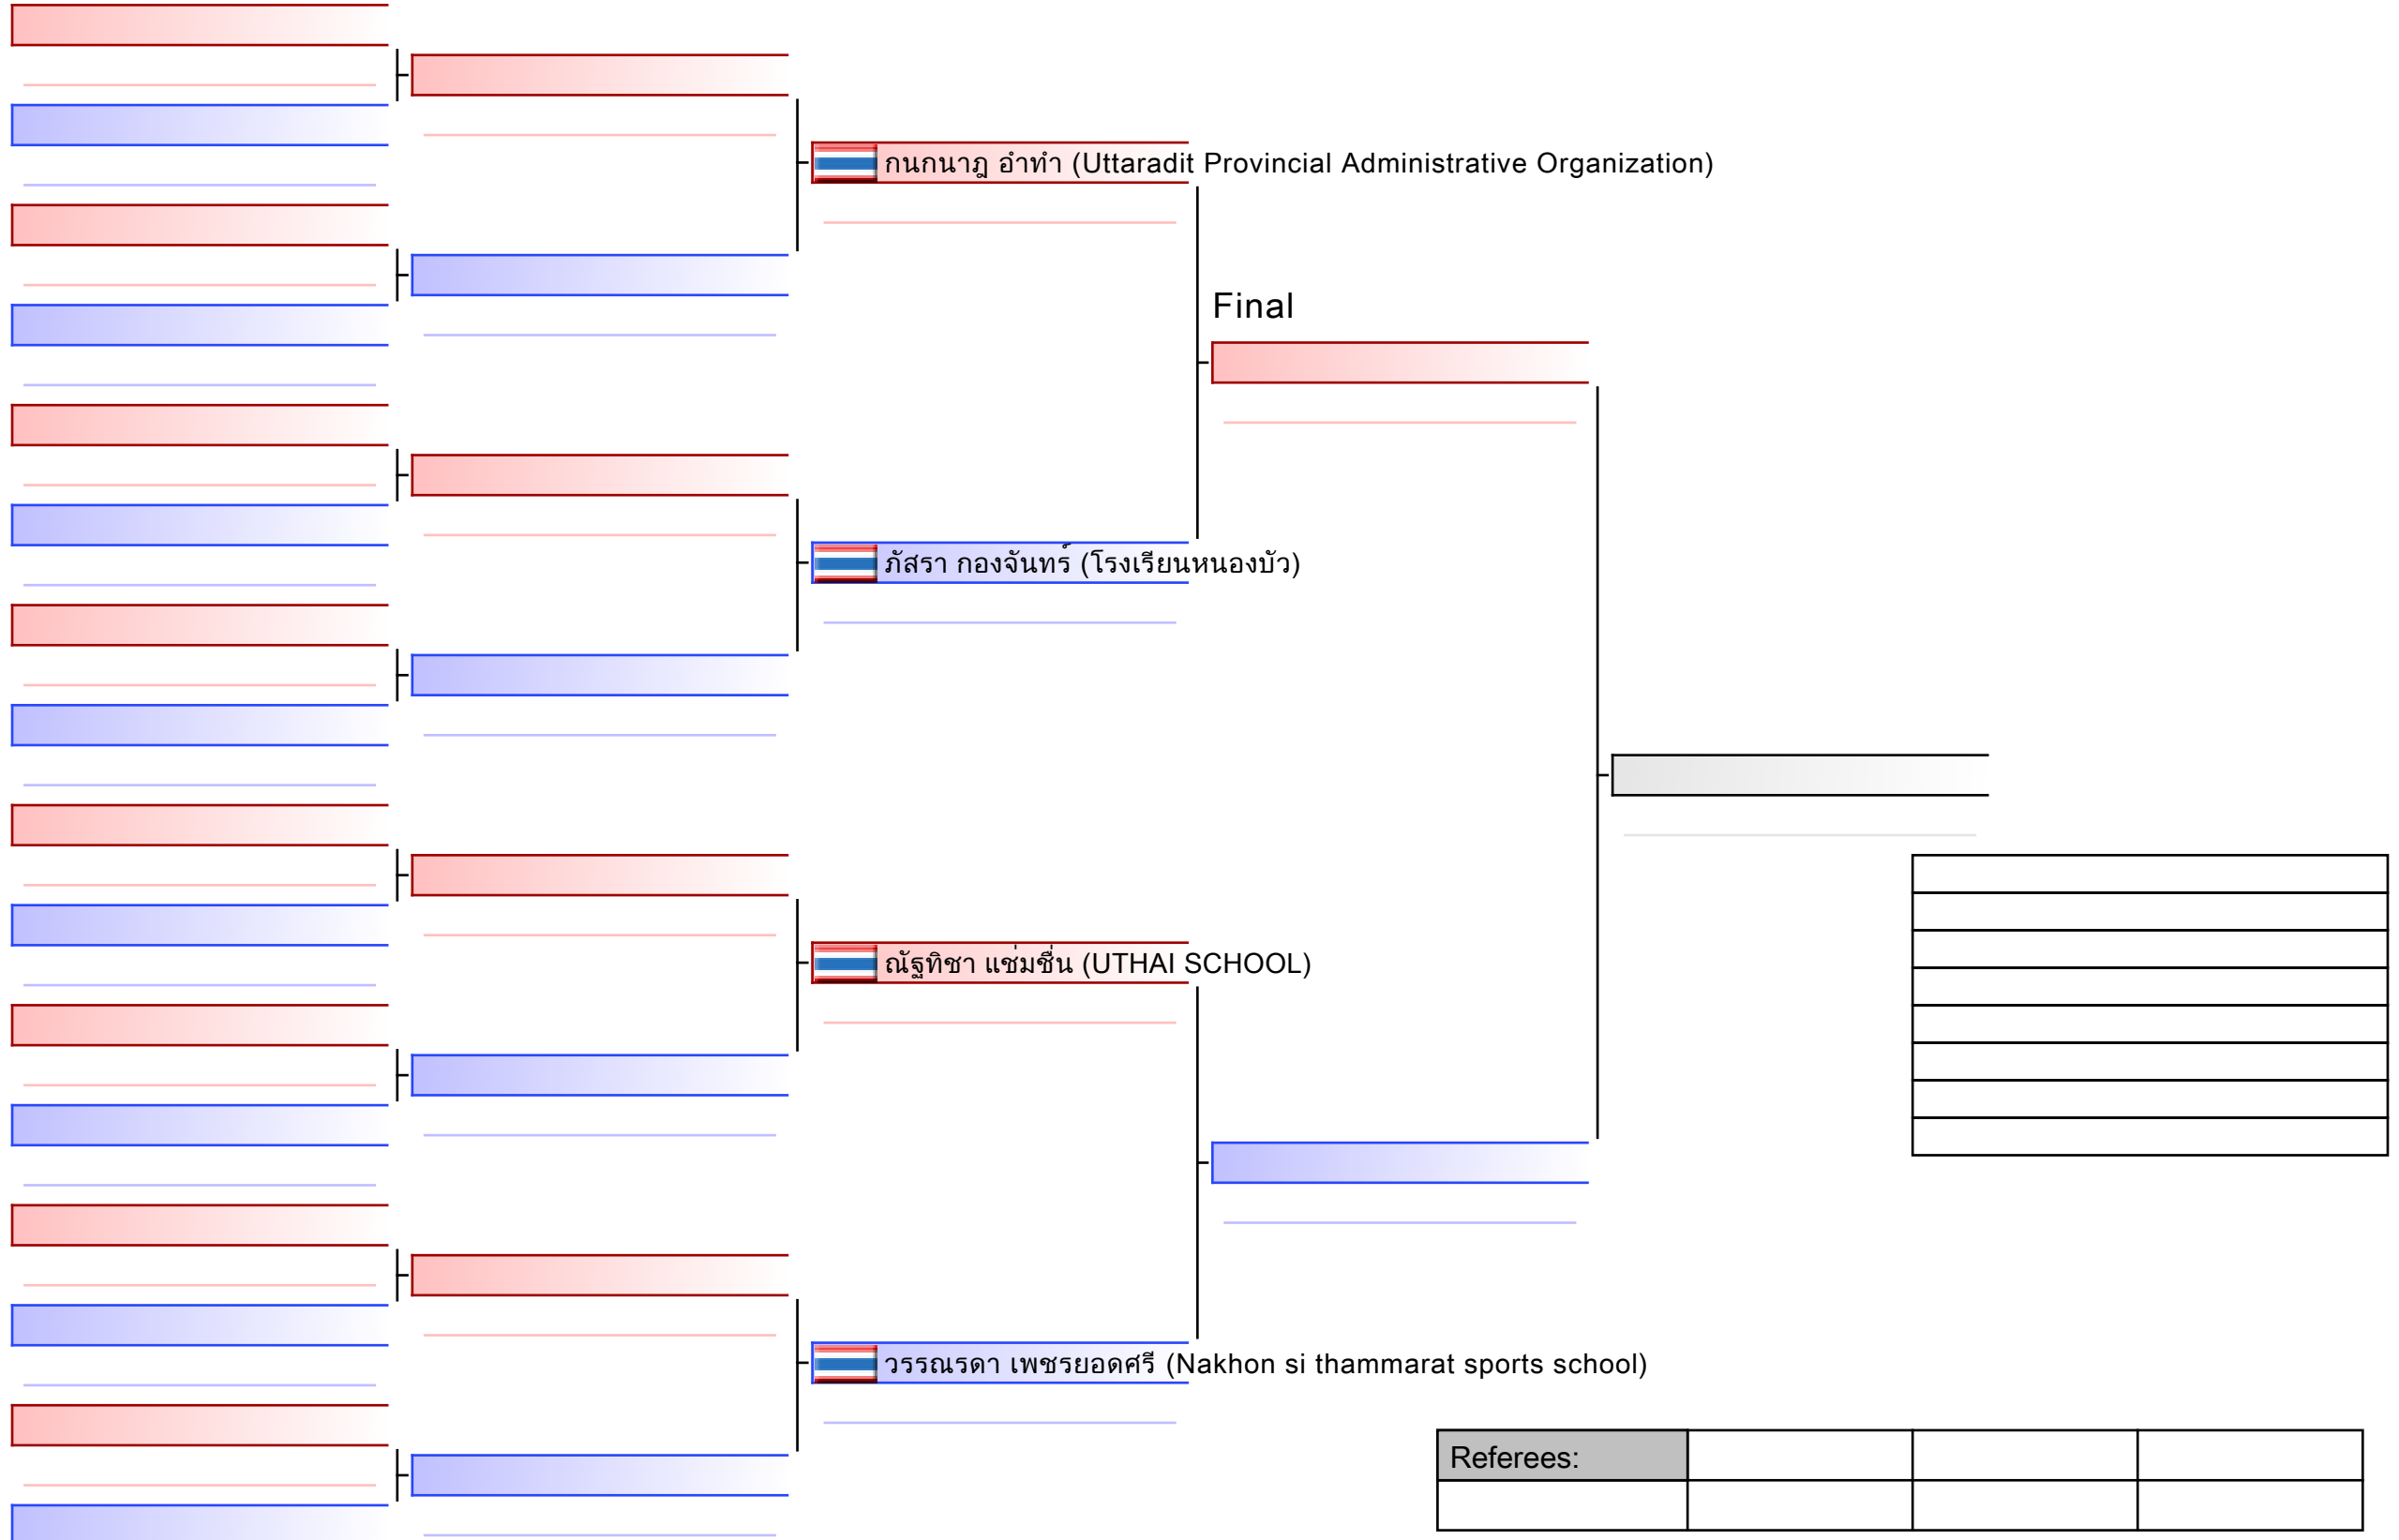 กนกนาฎ อำทำ (Uttaradit Provincial Administrative Organization)
Final
ภัสรา กองจันทร์ (โรงเรียนหนองบัว)
ณัฐทิชา แช่มชื่น (UTHAI SCHOOL)
วรรณรดา เพชรยอดศรี (Nakhon si thammarat sports school)
Referees: